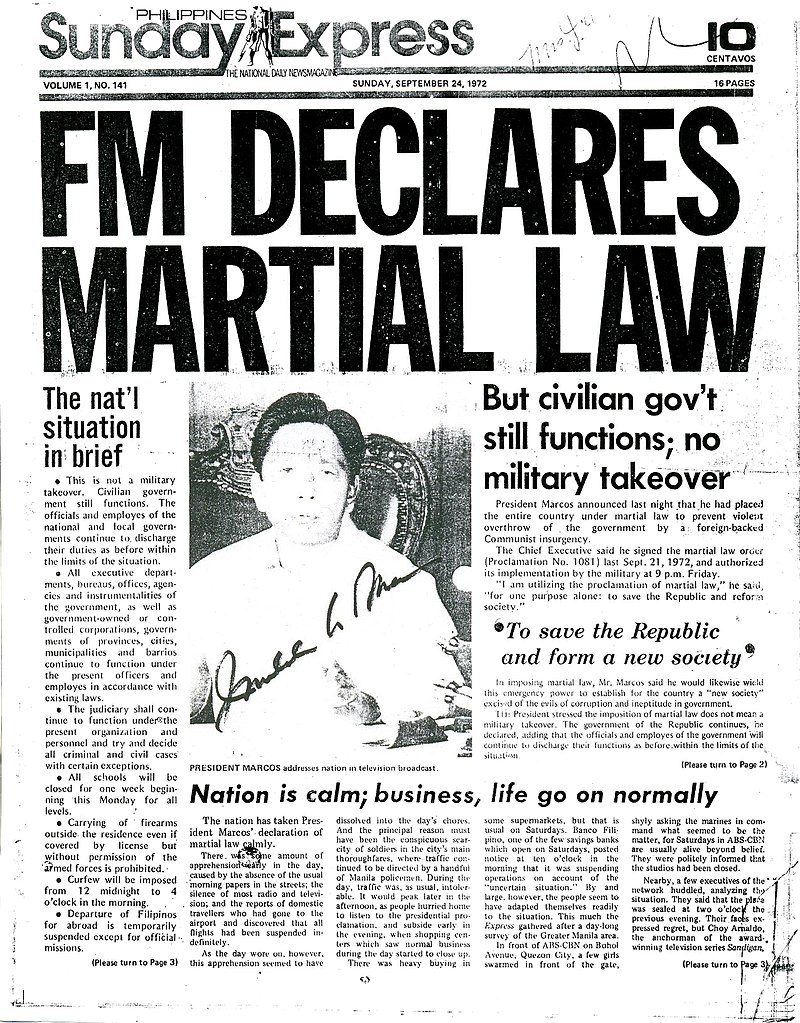 PHILIPPINES
Sunday Express
THE NATIONAL DAILY NEWSMAGAZINE
10
CENTAVOS
VOLUME 1, NO. 141
SUNDAY, SEPTEMBER 24, 1972
16 PAGES
FM DECLARES
MARTIAL LAW
The nat'l
situation
in brief
• This is not a military
takeover. Civilian govern-
ment still functions. The
officials and employes of the
national and local govern-
ments continue to discharge
their duties as before within
the limits of the situation.
• All executive depart-
ments, bureaus, offices, agen-
cies and instrumentalities of
the government, as well as
government-owned or con-
trolled corporations, govern-
ments of provinces, cities,
municipalities and barrios
continue to function under
the present officers and
employes in accordance with
existing laws.
• The judiciary shall con-
tinue to function under the
present organization and
personnel and try and decide
all criminal and civil cases
with certain exceptions.
• All schools will be
closed for one week begin-
ning this Monday for all
levels.
• Carrying of firearms
outside the residence even if
covered by license but
without permission of the
armed forces is prohibited.
• Curfew will be imposed
from 12 midnight to 4
o'clock in the morning.
• Departure of Filipinos
for abroad is temporarily
suspended except for official
missions.
(Please turn to Page 3)
PRESIDENT MARCOS addresses nation in television broadcast.
But civilian gov't
still functions; no
military takeover
President Marcos announced last night that he had placed
the entire country under martial law to prevent violent
overthrow of the government by a foreign-backed
Communist insurgency.
The Chief Executive said he signed the martial law order
(Proclamation No. 1081) last Sept. 21, 1972, and authorized
its implementation by the military at 9 p.m. Friday.
"I am utilizing the proclamation of martial law," he said,
"for one purpose alone: to save the Republic and reform
society."
•To save the Republic
and form a new society•
In imposing martial law, Mr. Marcos said he would likewise wield
this emergency power to establish for the country a "new society"
excised of the evils of corruption and ineptitude in government.
The President stressed the imposition of martial law does not mean a
military takeover. The government of the Republic continues, he
declared, adding that the officials and employes of the government will
continue to discharge their functions as before within the limits of the
situation.
(Please turn to Page 2)
Nation is calm; business, life go on normally
The nation has taken Pres-
ident Marcos' declaration of
martial law calmly.
There was some amount of
apprehension early in the day,
caused by the absence of the usual
morning papers in the streets; the
silence of most radio and televi-
sion; and the reports of domestic
travellers who had gone to the
airport and discovered that all
flights had been suspended in-
definitely.
As the day wore on, however,
this apprehension seemed to have
dissolved into the day's chores.
And the principal reason must
have been the conspicuous scar-
city of soldiers in the city's main
thoroughfares, where traffic con-
tinued to be directed by a handful
of Manila policemen. During the
day, traffic was, as usual, intoler-
able. It would peak later in the
afternoon, as people hurried home
to listen to the presidential pro-
clamation, and subside early in
the evening, when shopping cen-
ters which saw normal business
during the day started to close up.
There was heavy buying in
some supermarkets, but that is
usual on Saturdays. Banco Fili-
pino, one of the few savings banks
which open on Saturdays, posted
notice at ten o'clock in the
morning that it was suspending
operations on account of the
"uncertain situation." By and
large, however, the people seem to
have adapted themselves readily
to the situation. This much the
Express gathered after a day-long
survey of the Greater Manila area.
In front of ABS-CBN on Bohol
Avenue, Quezon City, a few girls
swarmed in front of the gate,
shyly asking the marines in com-
mand what seemed to be the
matter, for Saturdays in ABS-CBN
are usually alive beyond belief.
They were politely informed that
the studios had been closed.
Nearby, a few executives of the
network huddled, analyzing the
situation. They said that the place
was sealed at two o'clock the
previous evening. Their faces ex-
pressed regret, but Choy Arnaldo,
the anchorman of the award-
winning television series Sandigan,
(Please turn to Page 3)